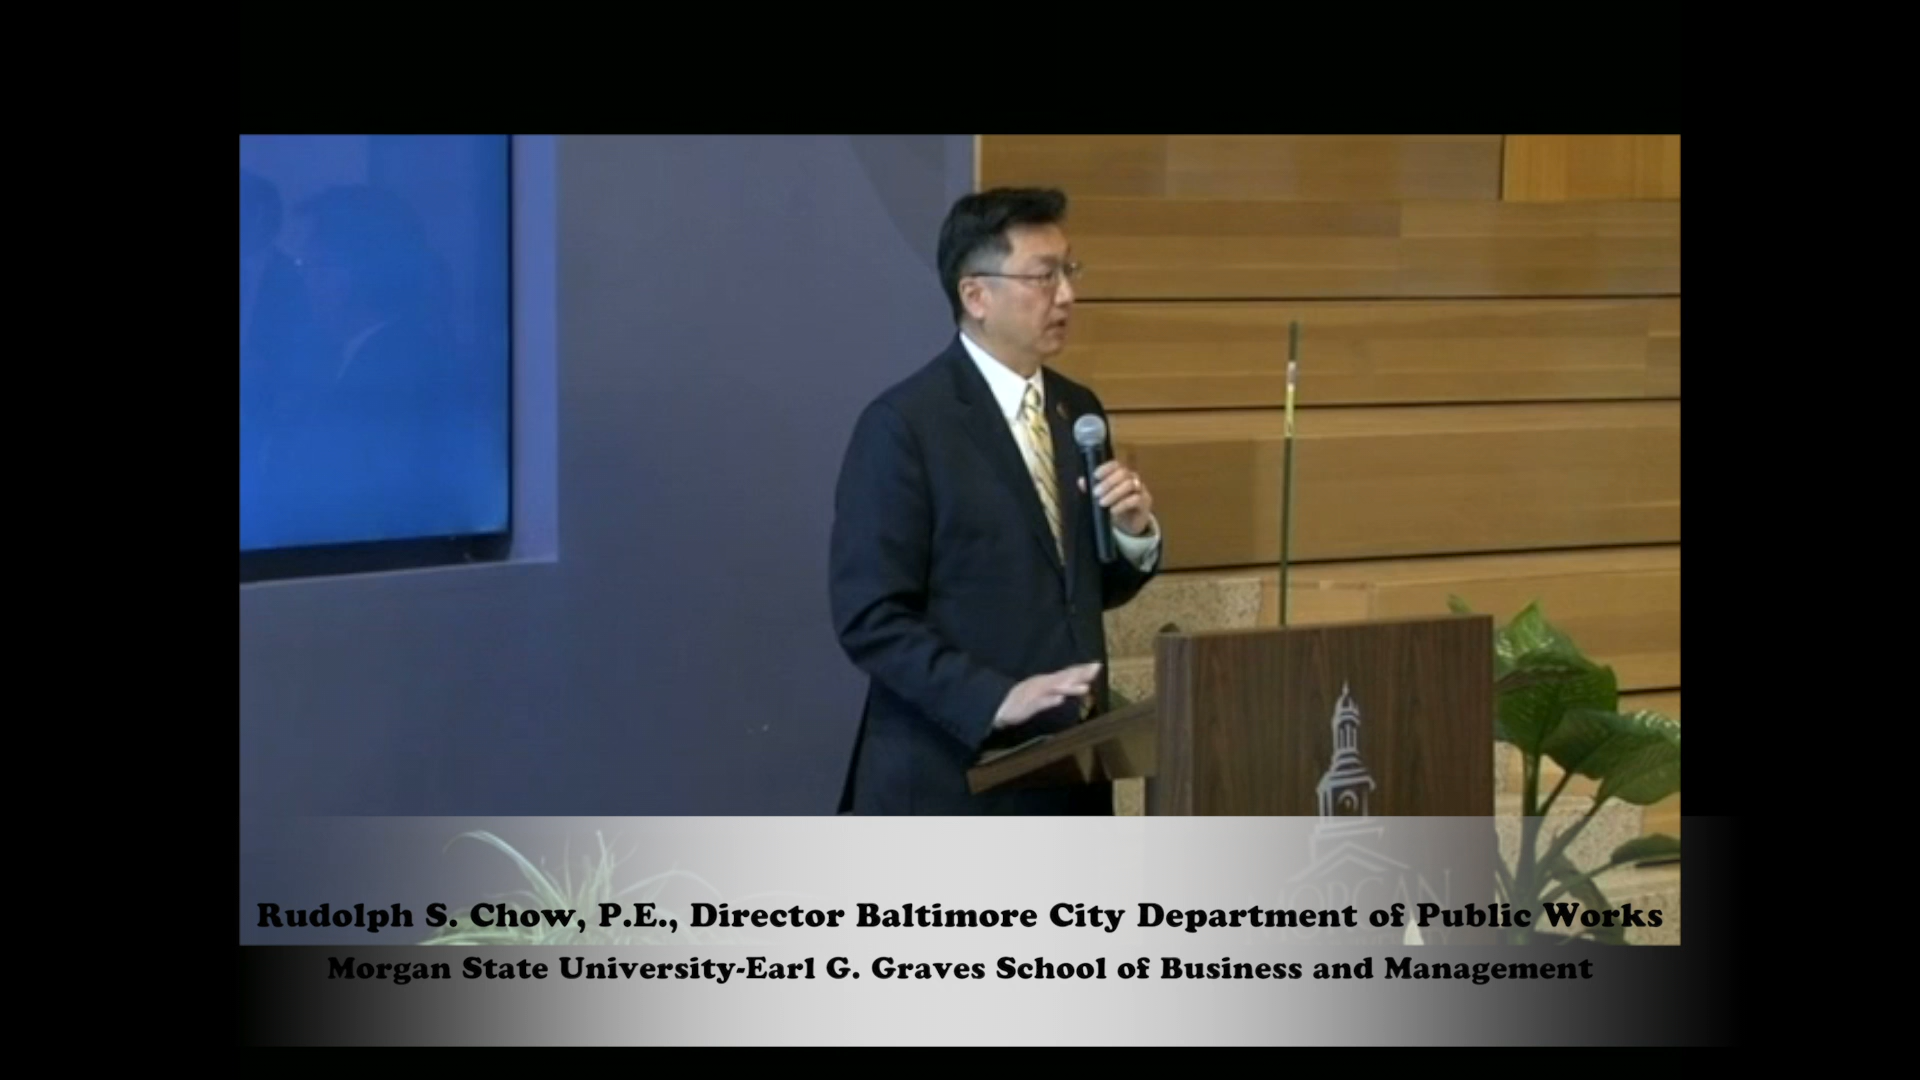 Rudolph S. Chow, P.E., Director Baltimore City Department of Public Works
Morgan State University-Earl G. Graves School of Business and Management
MORGAN